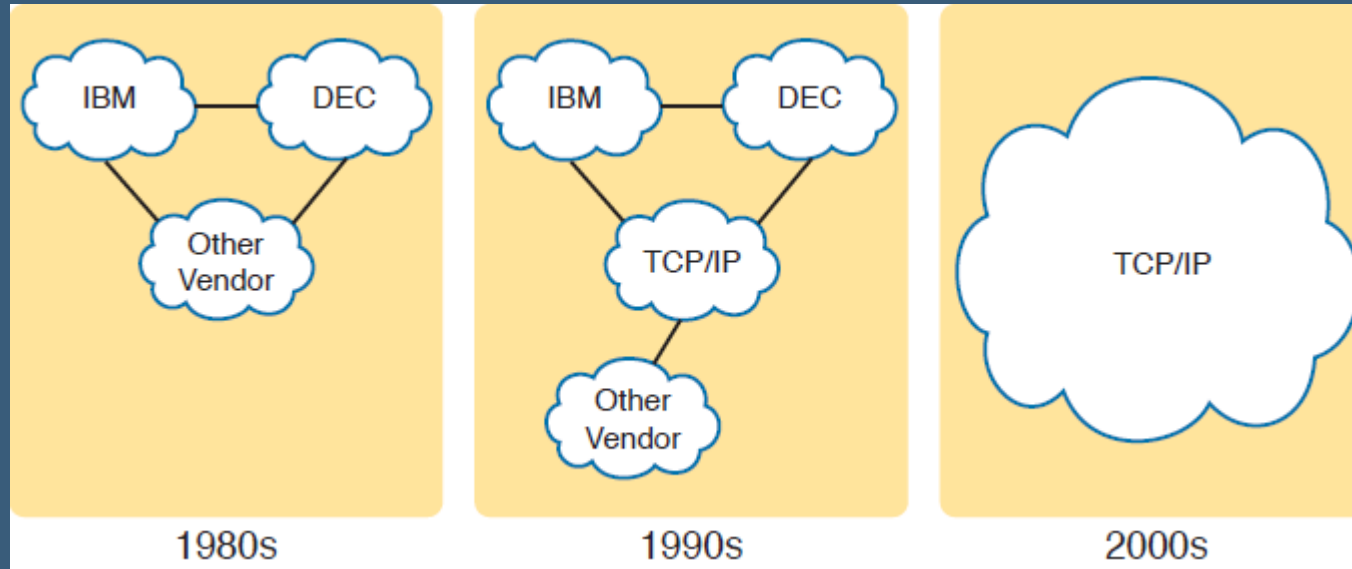 IBM
DEC
Other
Vendor
1980s
IBM
DEC
TCP/IP
Other
Vendor
1990s
TCP/IP
2000s